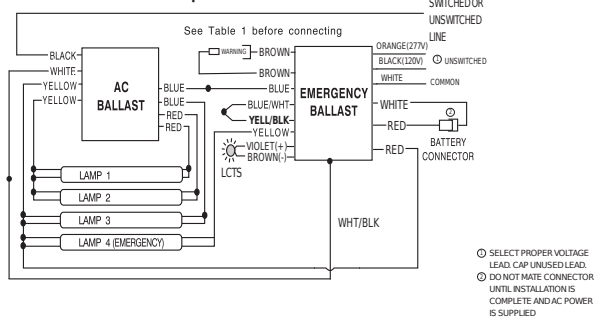 SWITCHED OR
UNSWITCHED
LINE
See Table 1 before connecting
BLACK
WHITE
YELLOW
YELLOW
AC
BALLAST
BLUE
BLUE
RED
RED
WARNING
BROWN
BROWN
BLUE
BLUE/WHT
YELL/BLK
YELLOW
VIOLET(+)
BROWN(-)
LCTS
EMERGENCY
BALLAST
ORANGE(277V)
BLACK(120V)
① UNSWITCHED
WHITE
COMMON
WHITE
②
RED
BATTERY
CONNECTOR
RED
LAMP 1
LAMP 2
LAMP 3
LAMP 4 (EMERGENCY)
WHT/BLK
① SELECT PROPER VOLTAGE
LEAD. CAP UNUSED LEAD.
② DO NOT MATE CONNECTOR
UNTIL INSTALLATION IS
COMPLETE AND AC POWER
IS SUPPLIED